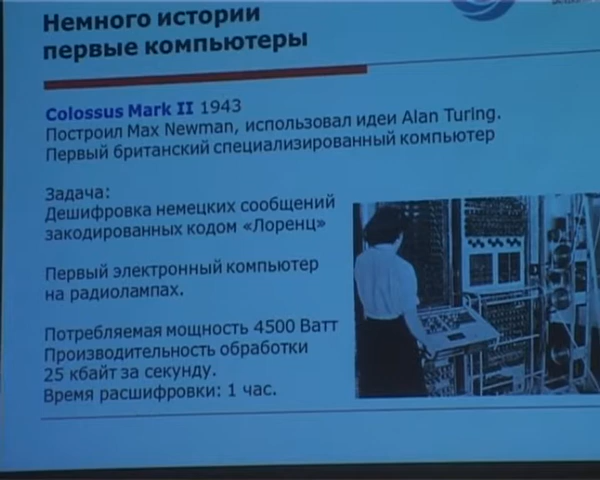 Немного истории
первые компьютеры
Colossus Mark II 1943
Построил Max Newman, использовал идеи Alan Turing.
Первый британский специализированный компьютер
Задача:
Дешифровка немецких сообщений
закодированных кодом «Лоренц»
Первый электронный компьютер
на радиолампах.
Потребляемая мощность 4500 Ватт
Производительность обработки
25 кбайт за секунду.
Время расшифровки: 1 час.